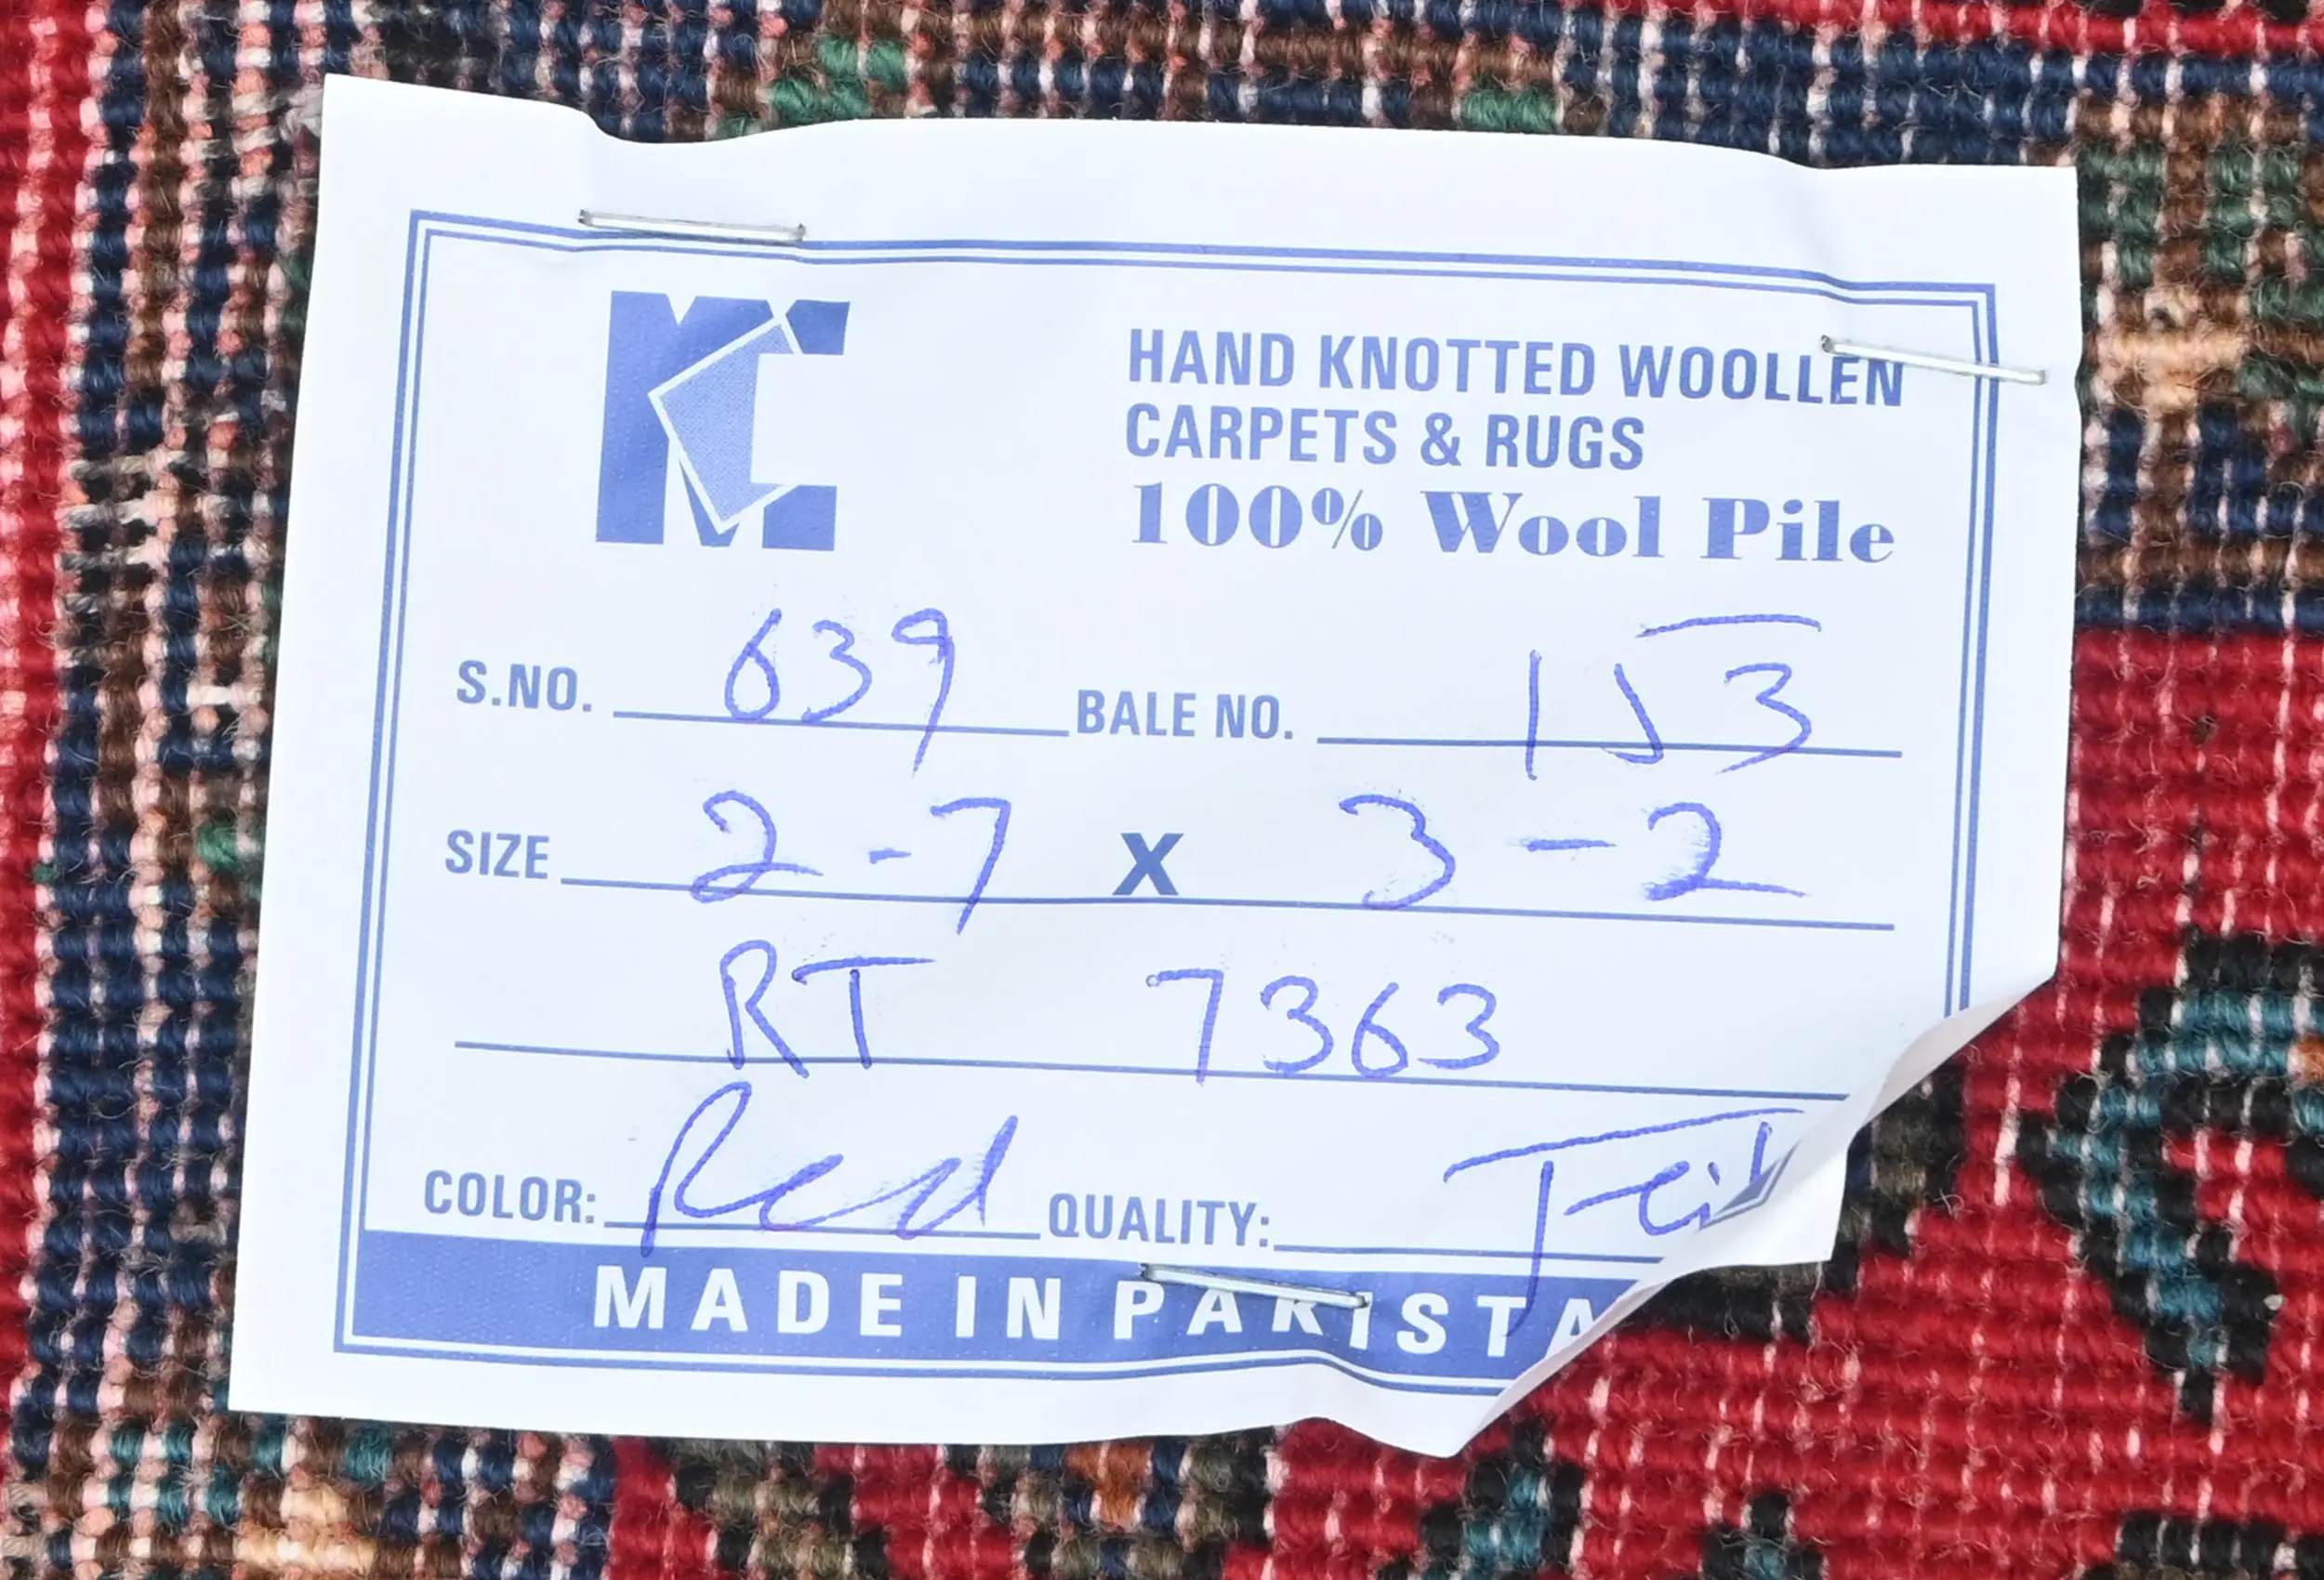 MC
HAND KNOTTED WOOLLEN
CARPETS & RUGS
100% Wool Pile
S.NO. 639 BALE NO. 153
SIZE 2-7 X 3-2
RT 7363
COLOR: Red QUALITY:
MADE IN PAKISTA